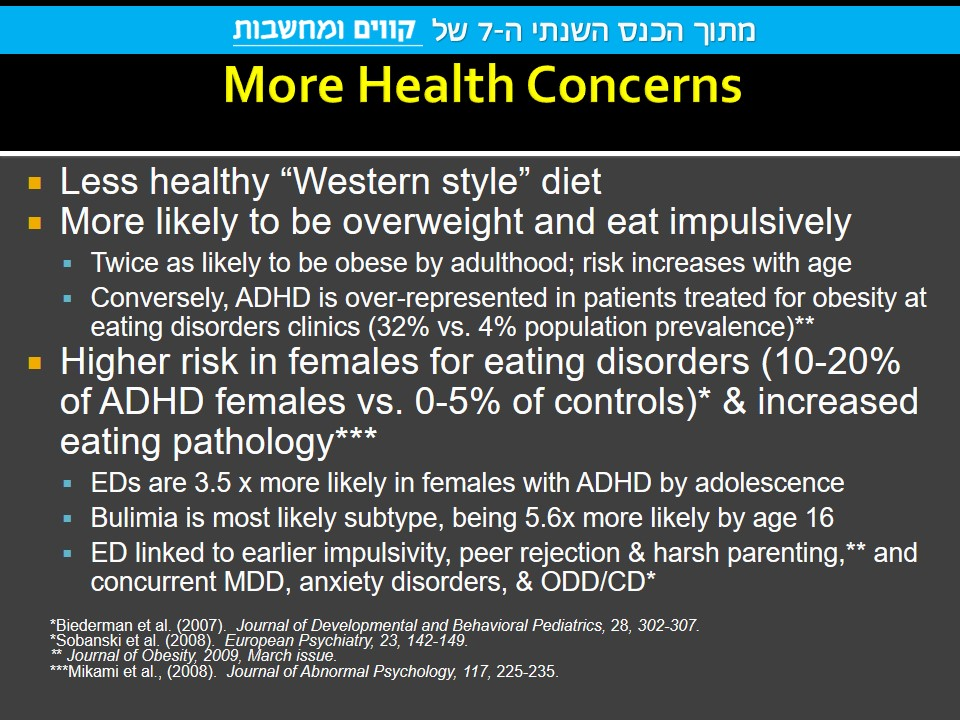 מתוך הכנס השנתי ה-7 של קווים ומחשבות
More Health Concerns
Less healthy “Western style” diet
More likely to be overweight and eat impulsively
Twice as likely to be obese by adulthood; risk increases with age
Conversely, ADHD is over-represented in patients treated for obesity at
eating disorders clinics (32% vs. 4% population prevalence)**
Higher risk in females for eating disorders (10-20%
of ADHD females vs. 0-5% of controls)* & increased
eating pathology***
EDs are 3.5 x more likely in females with ADHD by adolescence
Bulimia is most likely subtype, being 5.6x more likely by age 16
ED linked to earlier impulsivity, peer rejection & harsh parenting,** and
concurrent MDD, anxiety disorders, & ODD/CD*
*Biederman et al. (2007). Journal of Developmental and Behavioral Pediatrics, 28, 302-307.
*Sobanski et al. (2008). European Psychiatry, 23, 142-149.
** Journal of Obesity, 2009, March issue.
***Mikami et al., (2008). Journal of Abnormal Psychology, 117, 225-235.